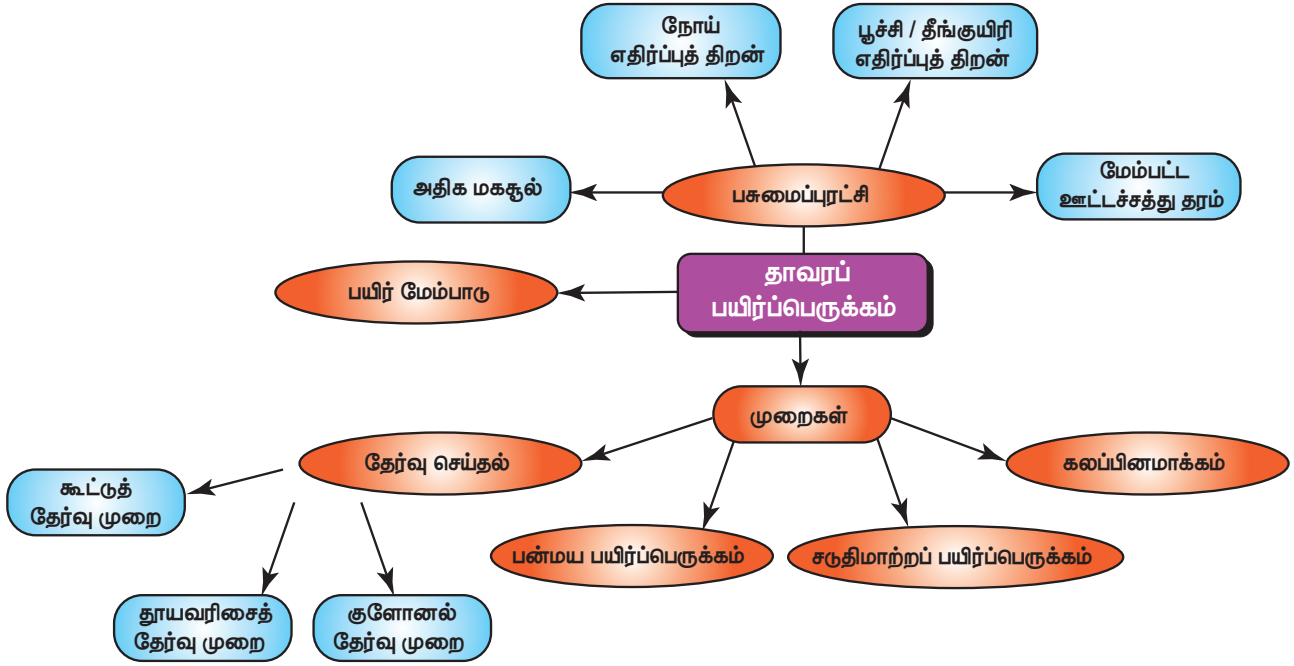 நோய்
எதிர்ப்புத் திறன்
பூச்சி / தீங்குயிரி
எதிர்ப்புத் திறன்
அதிக மகசூல்
பசுமைப்புரட்சி
மேம்பட்ட
ஊட்டச்சத்து தரம்
பயிர் மேம்பாடு
தாவரப்
பயிர்ப்பெருக்கம்
முறைகள்
தேர்வு செய்தல்
கலப்பினமாக்கம்
கூட்டுத்
தேர்வு முறை
பன்மய பயிர்ப்பெருக்கம்
சடுதிமாற்றப் பயிர்ப்பெருக்கம்
தூயவரிசைத்
தேர்வு முறை
குளோனல்
தேர்வு முறை